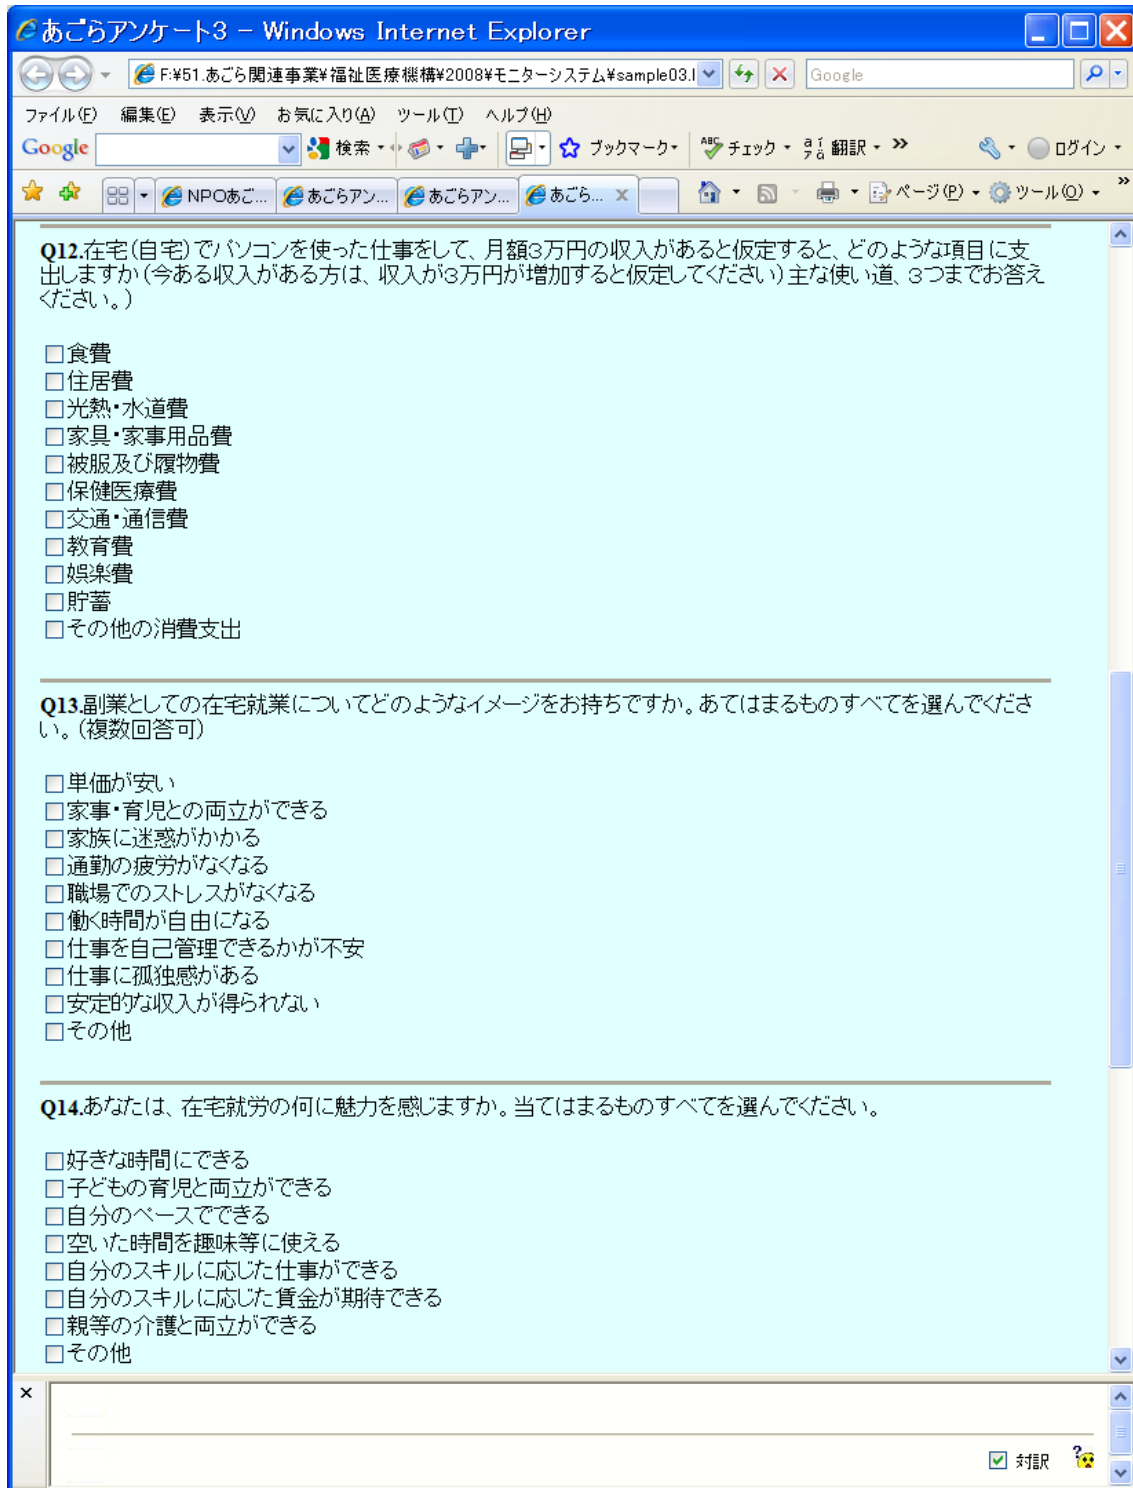 あごらアンケート3 - Windows Internet Explorer
F:¥51.あごら関連事業¥福祉医療機構¥2008¥モニターシステム¥sample03.l
Google
ファイル(F) 編集(E) 表示(V) お気に入り(A) ツール(T) ヘルプ(H)
Google 検索 ブックマーク ABC チェック 翻訳 » ログイン
NPOあご... あごらアン... あごらアン... あごら... x ページ(P) ツール(O) »
Q12.在宅(自宅)でパソコンを使った仕事をして、月額3万円の収入があると仮定すると、どのような項目に支
出しますか(今ある収入がある方は、収入が3万円が増加すると仮定してください)主な使い道、3つまでお答え
ください。)
食費
住居費
光熱・水道費
家具・家事用品費
被服及び履物費
保健医療費
交通・通信費
教育費
娯楽費
貯蓄
その他の消費支出
Q13.副業としての在宅就業についてどのようなイメージをお持ちですか。あてはまるものすべてを選んでくださ
い。(複数回答可)
単価が安い
家事・育児との両立ができる
家族に迷惑がかかる
通勤の疲労がなくなる
職場でのストレスがなくなる
働く時間が自由になる
仕事を自己管理できるかが不安
仕事に孤独感がある
安定的な収入が得られない
その他
Q14.あなたは、在宅就労の何に魅力を感じますか。当てはまるものすべてを選んでください。
好きな時間にできる
子どもの育児と両立ができる
自分のペースでできる
空いた時間を趣味等に使える
自分のスキルに応じた仕事ができる
自分のスキルに応じた賃金が期待できる
親等の介護と両立ができる
その他
対訳